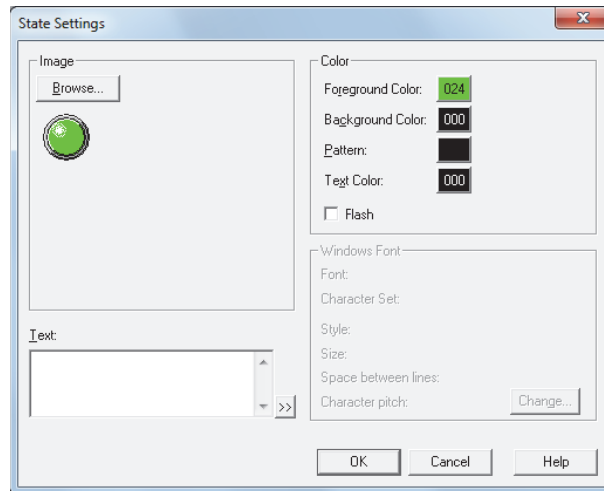 State Settings
Image
Browse...
Color
Foreground Color: 024
Background Color: 000
Pattern:
Text Color: 000
Flash
Windows Font
Font:
Character Set:
Style:
Size:
Space between lines:
Character pitch:
Change...
Text:
>>
OK
Cancel
Help